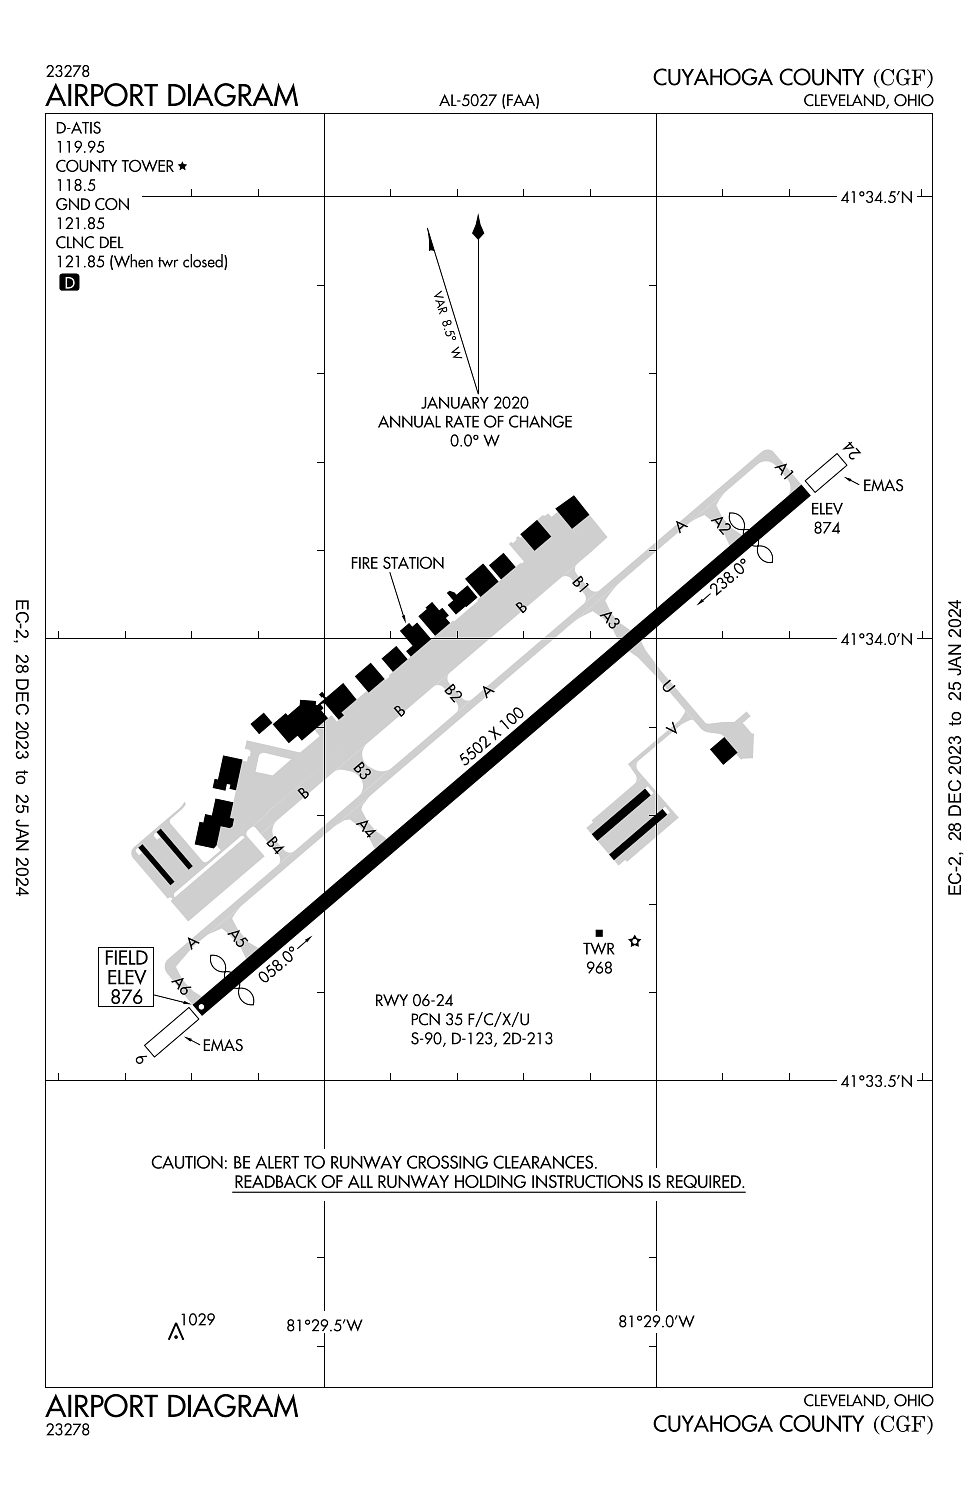 23278
AIRPORT DIAGRAM
AL-5027 (FAA)
CUYAHOGA COUNTY (CGF)
CLEVELAND, OHIO
D-ATIS
119.95
COUNTY TOWER ★
118.5
GND CON
121.85
CLNC DEL
121.85 (When twr closed)
D
41°34.5'N
VAR 8.5° W
JANUARY 2020
ANNUAL RATE OF CHANGE
0.0° W
24
EMAS
A1
ELEV
874
A
A2
238.0°
FIRE STATION
B1
B
A3
41°34.0'N
U
B2
A
B
V
5502 X 100
B3
B
A4
B4
A
A5
058.0°
FIELD
ELEV
876
A6
TWR
968
RWY 06-24
PCN 35 F/C/X/U
S-90, D-123, 2D-213
EMAS
6
41°33.5'N
CAUTION: BE ALERT TO RUNWAY CROSSING CLEARANCES.
READBACK OF ALL RUNWAY HOLDING INSTRUCTIONS IS REQUIRED.
1029
81°29.5'W
81°29.0'W
EC-2, 28 DEC 2023 to 25 JAN 2024
EC-2, 28 DEC 2023 to 25 JAN 2024
AIRPORT DIAGRAM
23278
CLEVELAND, OHIO
CUYAHOGA COUNTY (CGF)